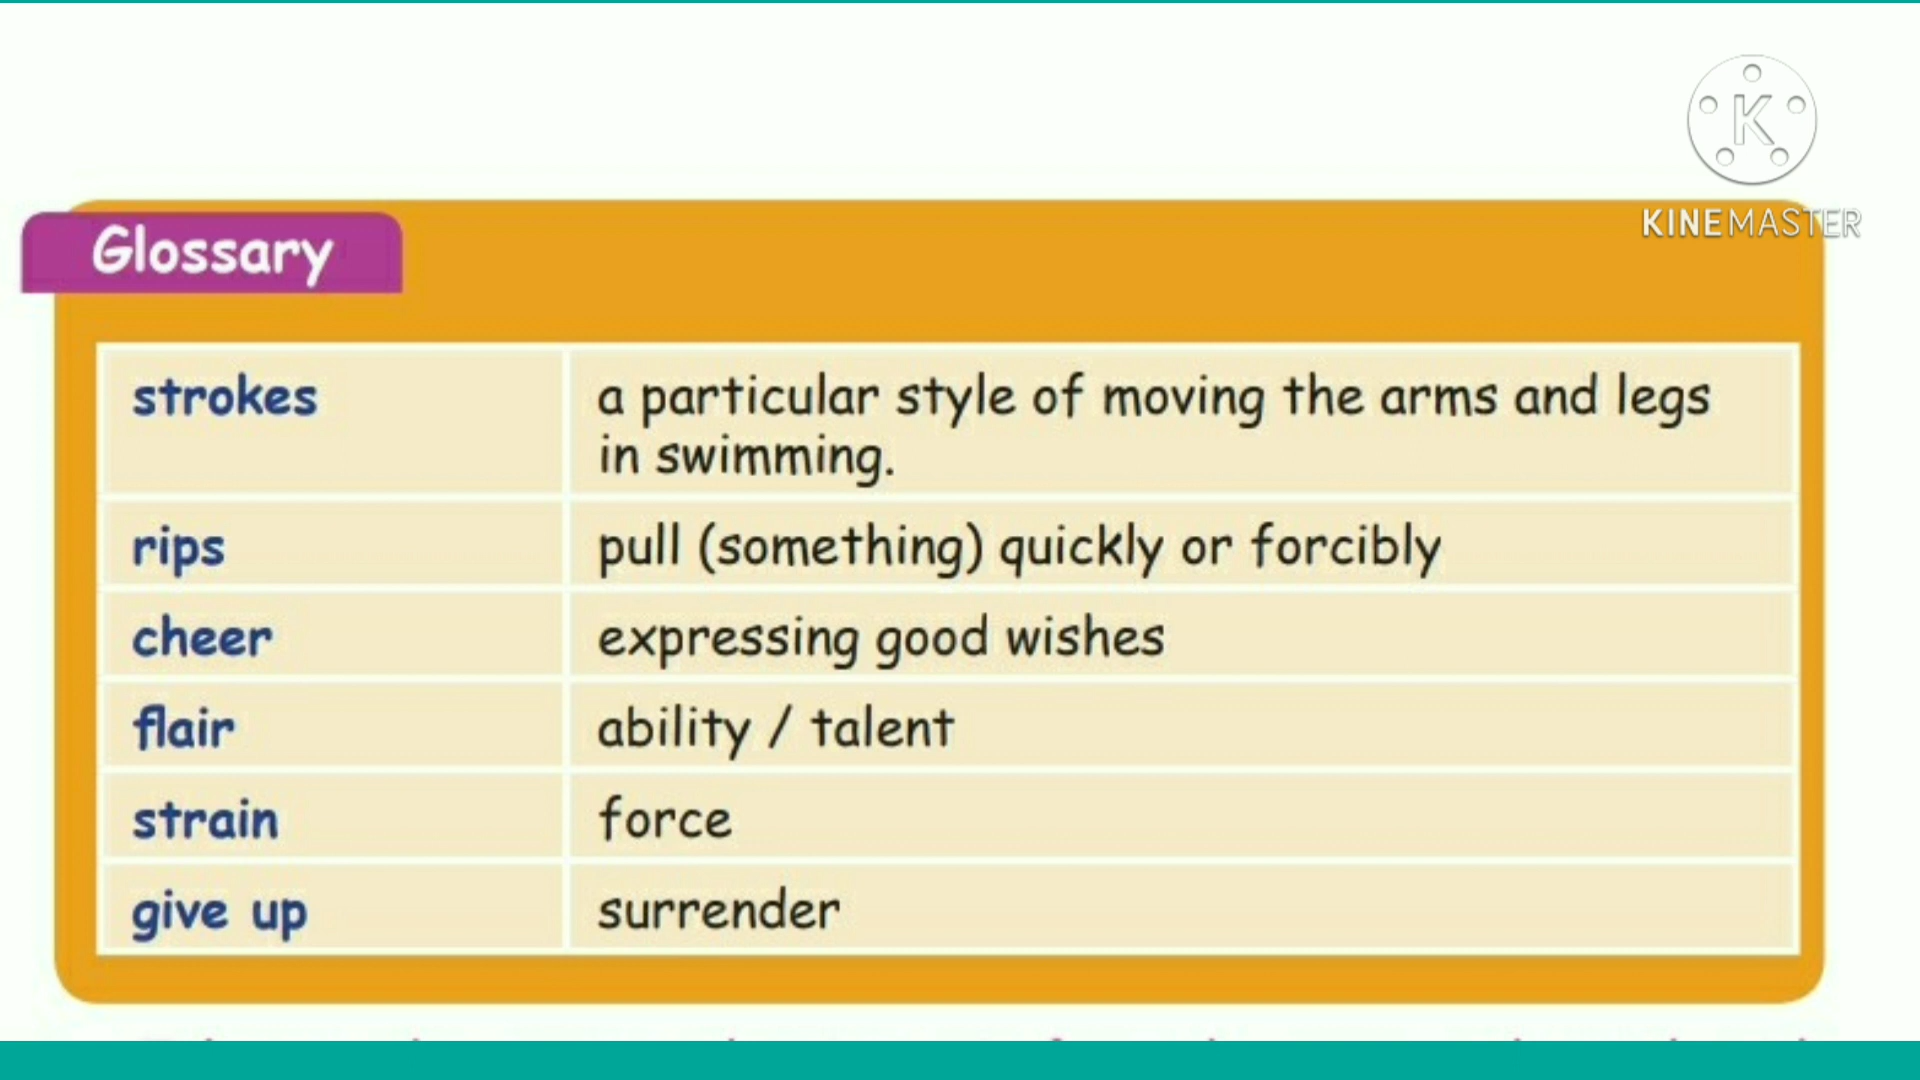 K
KINEMASTER
Glossary
strokes
a particular style of moving the arms and legs
in swimming.
rips
pull (something) quickly or forcibly
cheer
expressing good wishes
flair
ability / talent
strain
force
give up
surrender